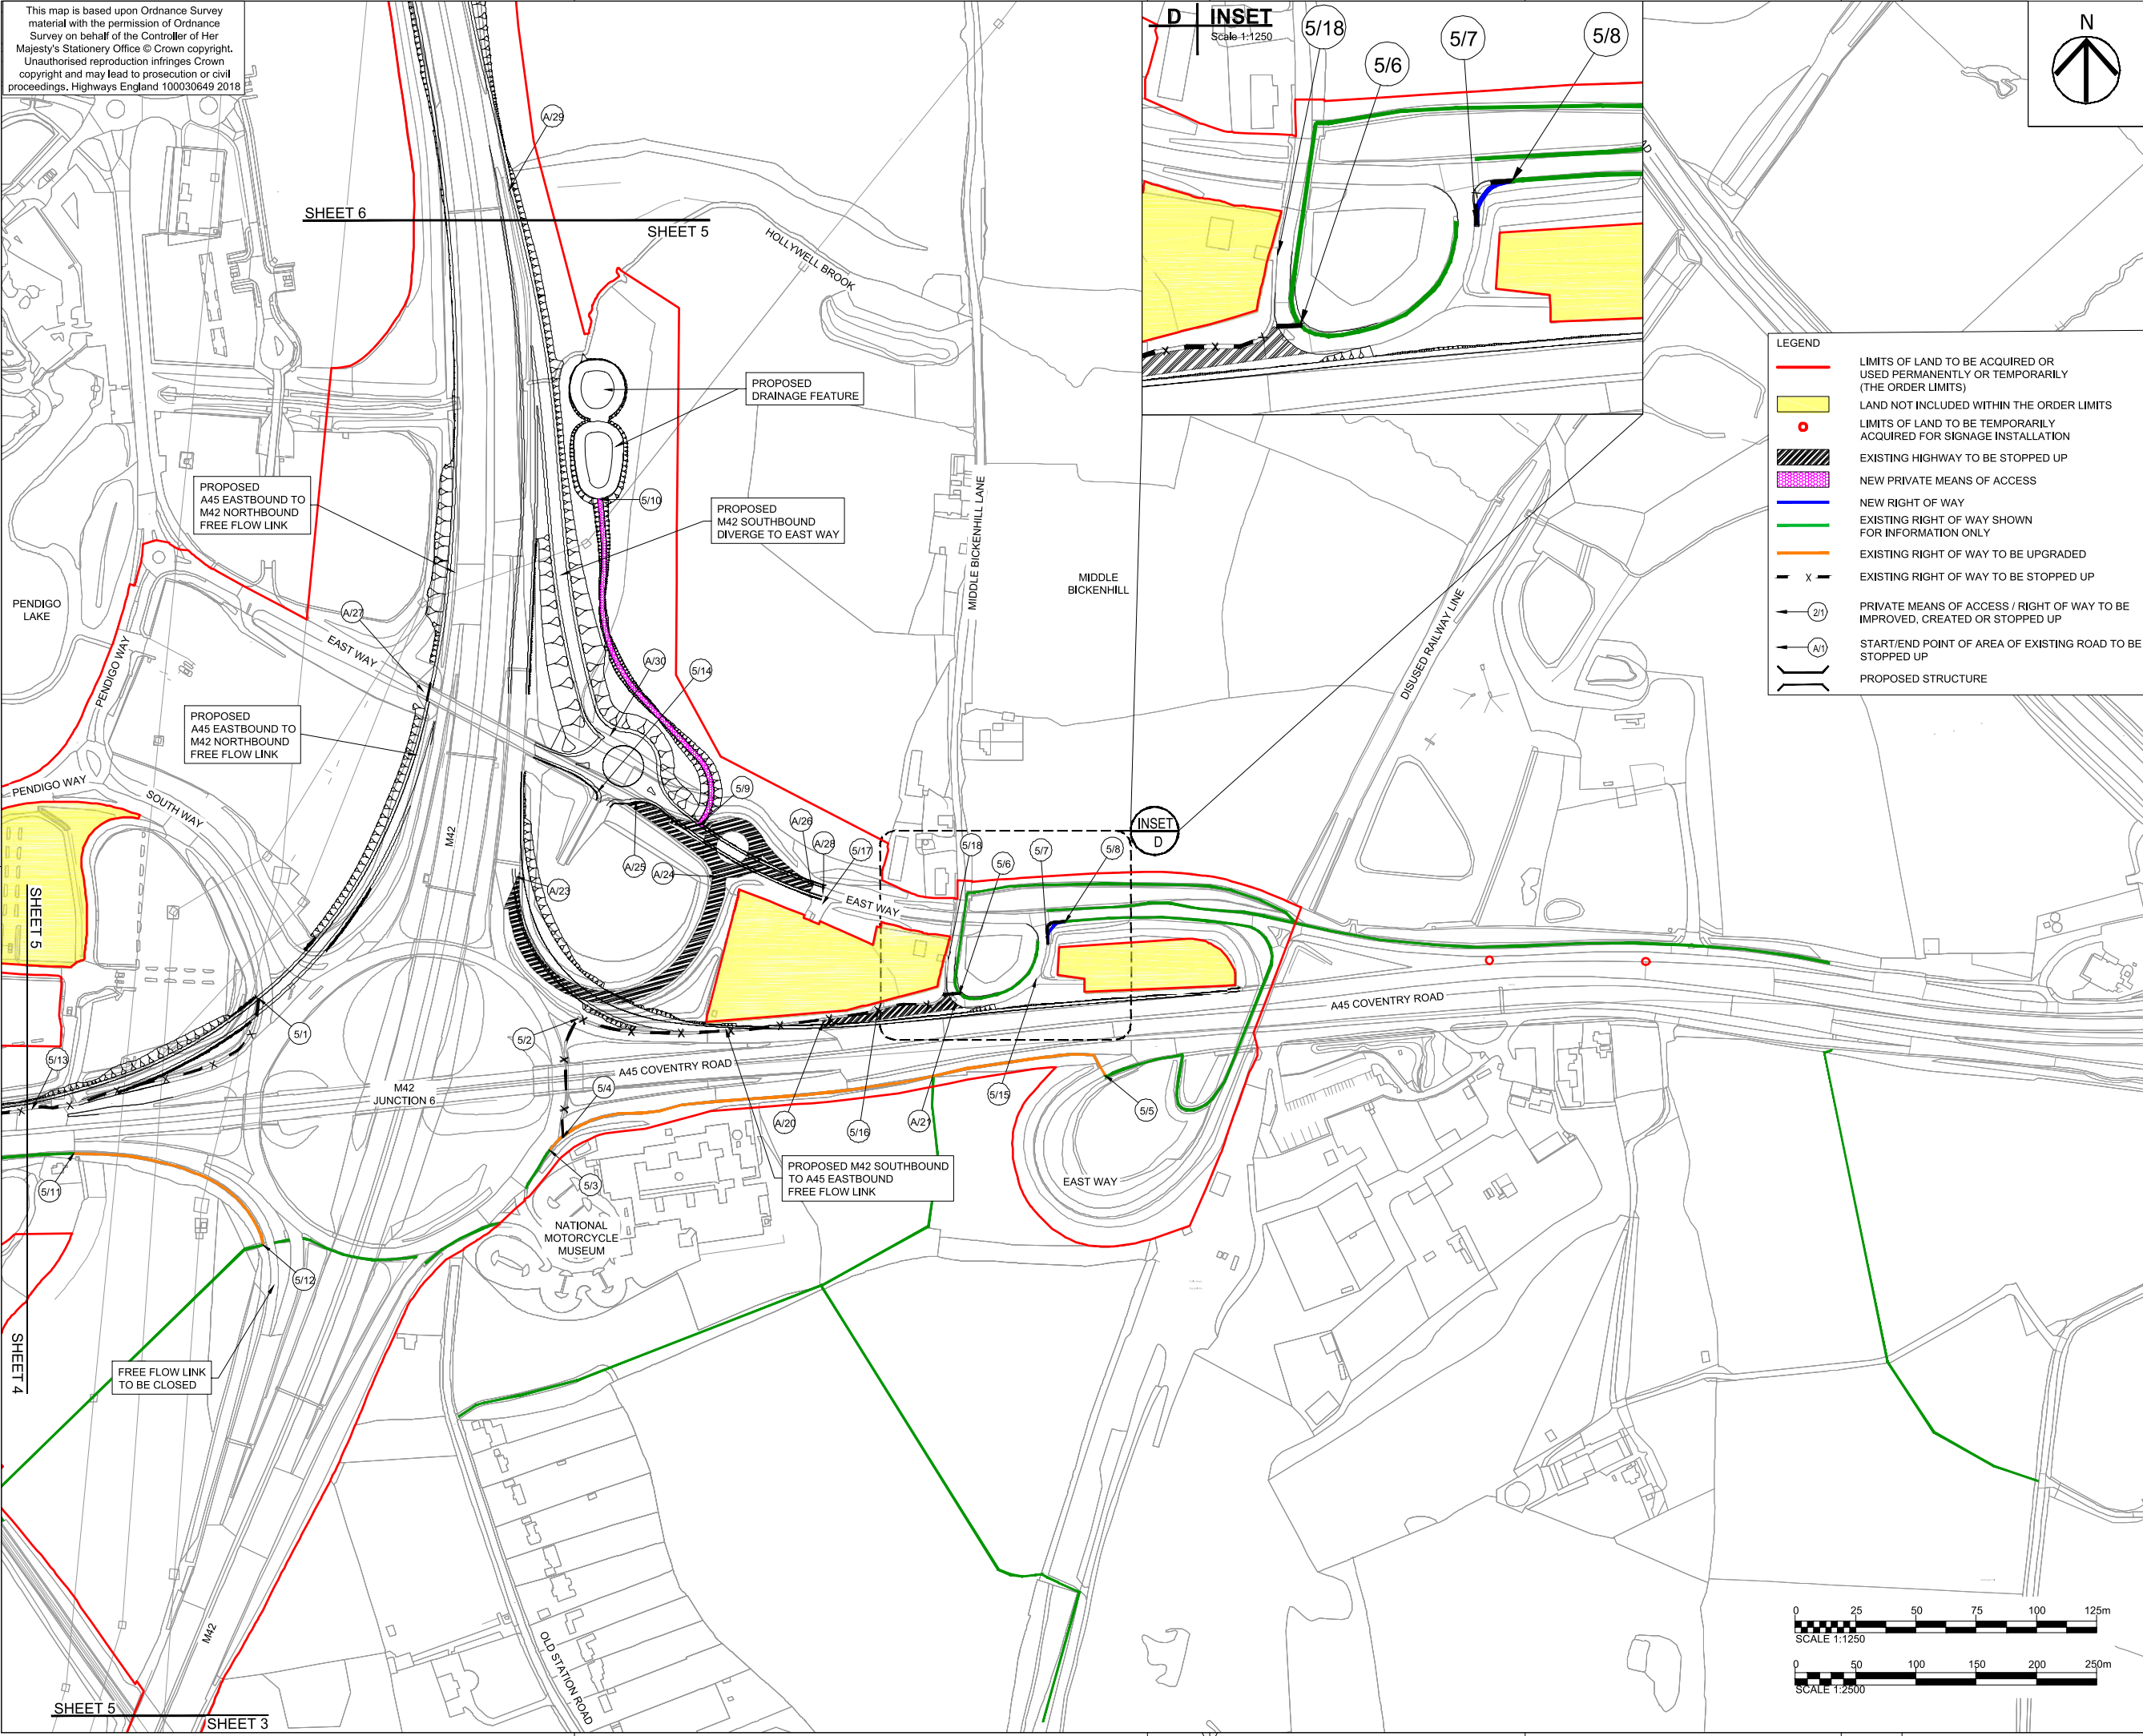 This map is based upon Ordnance Survey
material with the permission of Ordnance
Survey on behalf of the Controller of Her
Majesty's Stationery Office © Crown copyright.
Unauthorised reproduction infringes Crown
copyright and may lead to prosecution or civil
proceedings. Highways England 100030649 2018
D INSET
Scale 1:1250
5/18
5/6
5/7
5/8
N
A/29
SHEET 6
SHEET 5
HOLLYWELL BROOK
LEGEND
LIMITS OF LAND TO BE ACQUIRED OR
USED PERMANENTLY OR TEMPORARILY
(THE ORDER LIMITS)
LAND NOT INCLUDED WITHIN THE ORDER LIMITS
LIMITS OF LAND TO BE TEMPORARILY
ACQUIRED FOR SIGNAGE INSTALLATION
EXISTING HIGHWAY TO BE STOPPED UP
NEW PRIVATE MEANS OF ACCESS
NEW RIGHT OF WAY
EXISTING RIGHT OF WAY SHOWN
FOR INFORMATION ONLY
EXISTING RIGHT OF WAY TO BE UPGRADED
X EXISTING RIGHT OF WAY TO BE STOPPED UP
2/1 PRIVATE MEANS OF ACCESS / RIGHT OF WAY TO BE
IMPROVED, CREATED OR STOPPED UP
A/1 START/END POINT OF AREA OF EXISTING ROAD TO BE
STOPPED UP
PROPOSED STRUCTURE
PROPOSED
DRAINAGE FEATURE
PROPOSED
A45 EASTBOUND TO
M42 NORTHBOUND
FREE FLOW LINK
5/10
PROPOSED
M42 SOUTHBOUND
DIVERGE TO EAST WAY
MIDDLE BICKENHILL LANE
MIDDLE
BICKENHILL
DISUSED RAILWAY LINE
PENDIGO
LAKE
A/27
EAST WAY
PENDIGO WAY
A/30
5/14
PROPOSED
A45 EASTBOUND TO
M42 NORTHBOUND
FREE FLOW LINK
PENDIGO WAY
SOUTH WAY
M42
5/9
A/26
A/28
5/17
A/25
A/24
A/23
5/18
5/6
5/7
5/8
INSET
D
EAST WAY
SHEET 5
5/1
5/2
5/13
A45 COVENTRY ROAD
A45 COVENTRY ROAD
M42
JUNCTION 6
5/4
A/20
5/16
A/21
5/15
5/5
5/11
5/3
PROPOSED M42 SOUTHBOUND
TO A45 EASTBOUND
FREE FLOW LINK
EAST WAY
NATIONAL
MOTORCYCLE
MUSEUM
5/12
SHEET 4
FREE FLOW LINK
TO BE CLOSED
M42
OLD STATION ROAD
SHEET 5
SHEET 3
0 25 50 75 100 125m
SCALE 1:1250
0 50 100 150 200 250m
SCALE 1:2500